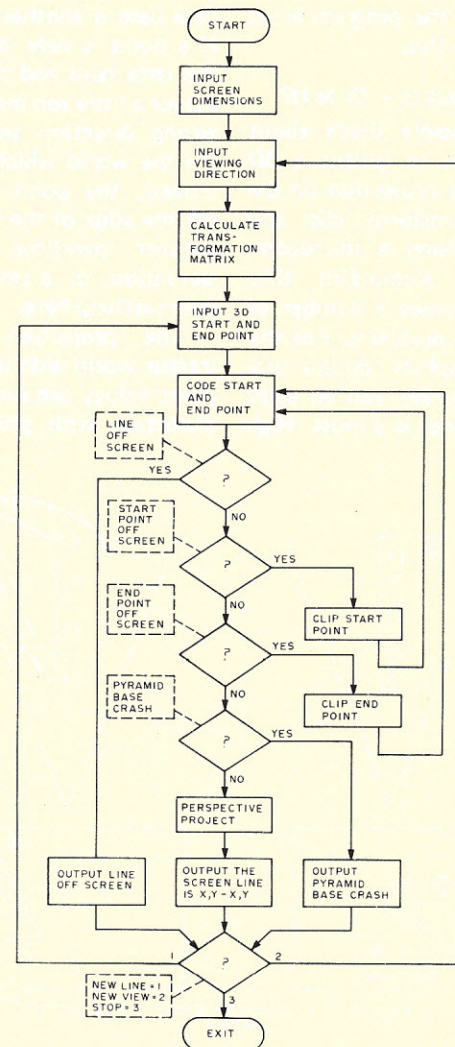 START
INPUT
SCREEN
DIMENSIONS
INPUT
VIEWING
DIRECTION
CALCULATE
TRANS-
FORMATION
MATRIX
INPUT 3D
START AND
END POINT
CODE START
AND
END POINT
LINE
OFF
SCREEN
YES
?
NO
START
POINT
OFF
SCREEN
?
YES
NO
CLIP START
POINT
END
POINT
OFF
SCREEN
?
YES
NO
CLIP END
POINT
PYRAMID
BASE
CRASH
?
YES
NO
PERSPECTIVE
PROJECT
OUTPUT LINE
OFF SCREEN
OUTPUT THE
SCREEN LINE
IS X,Y-X,Y
OUTPUT
PYRAMID
BASE CRASH
1
?
2
NEW LINE=1
NEW VIEW=2
STOP=3
3
EXIT